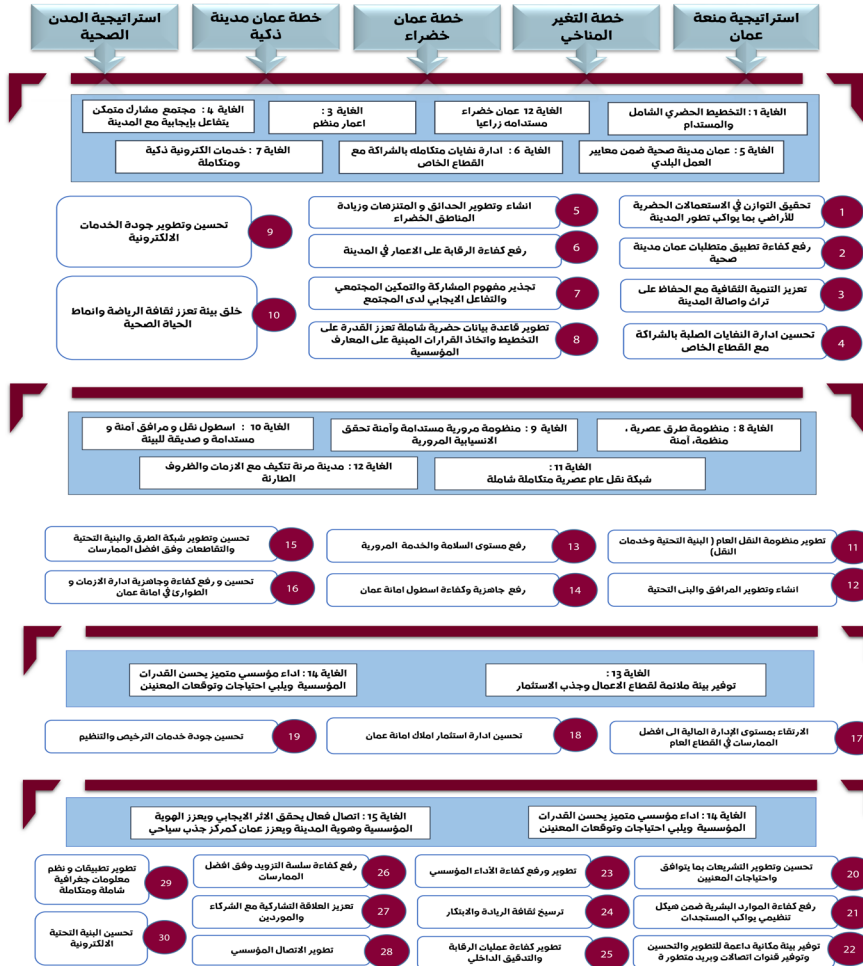 استراتيجية منعة
عمان
خطة التغير
المناخي
خطة عمان
خضراء
خطة عمان مدينة
ذكية
استراتيجية المدن
الصحية
الغاية 1 : التخطيط الحضري الشامل
والمستدام
الغاية 12 عمان خضراء
مستدامه زراعيا
الغاية 3 :
اعمار منظم
الغاية 4 : مجتمع مشارك متمكن
يتفاعل بإيجابية مع المدينة
الغاية 5 : عمان مدينة صحية ضمن معايير
العمل البلدي
الغاية 6 : ادارة نفايات متكامله بالشراكة مع
القطاع الخاص
الغاية 7 : خدمات الكترونية ذكية
ومتكاملة
1
تحقيق التوازن في الاستعمالات الحضرية
للأراضي بما يواكب تطور المدينة
2
رفع كفاءة تطبيق متطلبات عمان مدينة
صحية
3
تعزيز التنمية الثقافية مع الحفاظ على
تراث واصالة المدينة
4
تحسين ادارة النفايات الصلبة بالشراكة
مع القطاع الخاص
5
انشاء وتطوير الحدائق و المتنزهات وزيادة
المناطق الخضراء
6
رفع كفاءة الرقابة على الاعمار في المدينة
7
تجذير مفهوم المشاركة والتمكين المجتمعي
والتفاعل الايجابي لدى المجتمع
8
تطوير قاعدة بيانات حضرية شاملة تعزز القدرة على
التخطيط واتخاذ القرارات المبنية على المعارف
المؤسسية
9
تحسين وتطوير جودة الخدمات
الالكترونية
10
خلق بيئة تعزز ثقافة الرياضة وانماط
الحياة الصحية
الغاية 8 : منظومة طرق عصرية ،
منظمة، آمنة
الغاية 9 : منظومة مرورية مستدامة وآمنة تحقق
الانسيابية المرورية
الغاية 10 : اسطول نقل و مرافق آمنة و
مستدامة و صديقة للبيئة
الغاية 11 :
شبكة نقل عام عصرية متكاملة شاملة
الغاية 12 : مدينة مرنة تتكيف مع الازمات والظروف
الطارئة
11
تطوير منظومة النقل العام ( البنية التحتية وخدمات
النقل)
12
انشاء وتطوير المرافق والبنى التحتية
13
رفع مستوى السلامة والخدمة المرورية
14
رفع جاهزية وكفاءة اسطول امانة عمان
15
تحسين وتطوير شبكة الطرق والبنية التحتية
والتقاطعات وفق افضل الممارسات
16
تحسين و رفع كفاءة وجاهزية ادارة الازمات و
الطوارئ في امانة عمان
الغاية 13 :
توفير بيئة ملائمة لقطاع الاعمال وجذب الاستثمار
الغاية 14 : اداء مؤسسي متميز يحسن القدرات
المؤسسية ويلبي احتياجات وتوقعات المعنيين
17
الارتقاء بمستوى الإدارة المالية الى افضل
الممارسات في القطاع العام
18
تحسين ادارة استثمار املاك امانة عمان
19
تحسين جودة خدمات الترخيص والتنظيم
الغاية 14 : اداء مؤسسي متميز يحسن القدرات
المؤسسية ويلبي احتياجات وتوقعات المعنيين
الغاية 15 : اتصال فعال يحقق الاثر الايجابي ويعزز الهوية
المؤسسية وهوية المدينة ويعزز عمان كمركز جذب سياحي
20
تحسين وتطوير التشريعات بما يتوافق
واحتياجات المعنيين
21
رفع كفاءة الموارد البشرية ضمن هيكل
تنظيمي يواكب المستجدات
22
توفير بيئة مكانية داعمة للتطوير والتحسين
وتوفير قنوات اتصالات وبريد متطور ة
23
تطوير ورفع كفاءة الأداء المؤسسي
24
ترسيخ ثقافة الريادة والابتكار
25
تطوير كفاءة عمليات الرقابة
والتدقيق الداخلي
26
رفع كفاءة سلسة التزويد وفق افضل
الممارسات
27
تعزيز العلاقة التشاركية مع الشركاء
والموردين
28
تطوير الاتصال المؤسسي
29
تطوير تطبيقات و نظم
معلومات جغرافية
شاملة ومتكاملة
30
تحسين البنية التحتية
الالكترونية